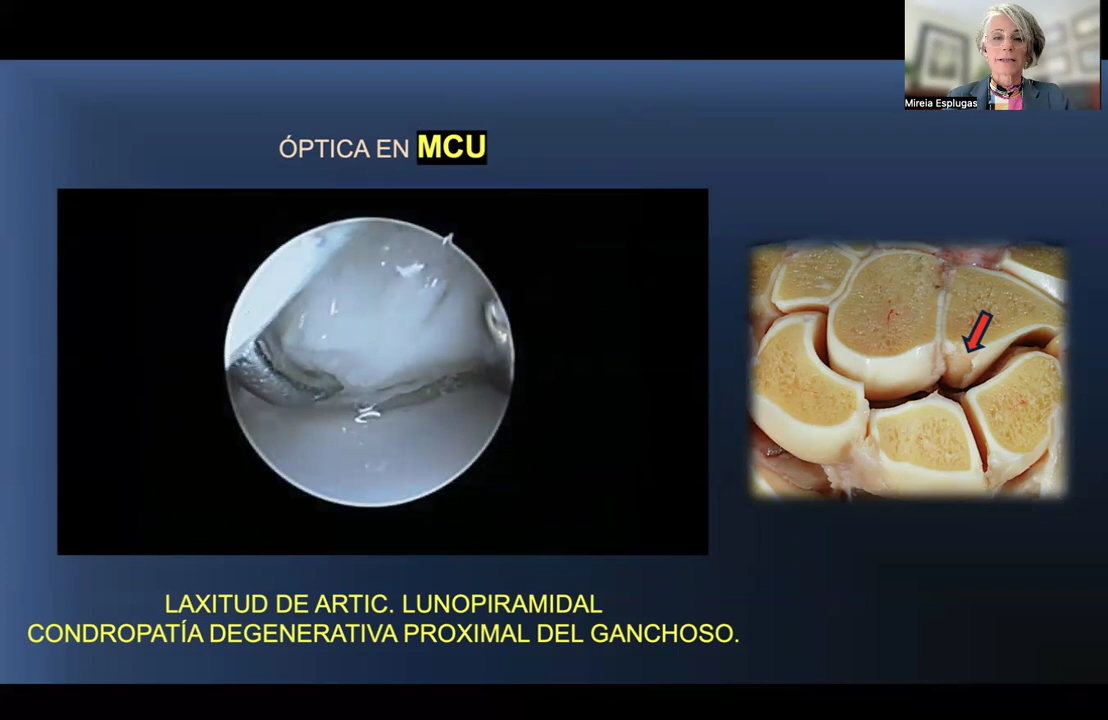 Mireia Esplugas
ÓPTICA EN MCU
LAXITUD DE ARTIC. LUNOPIRAMIDAL
CONDROPATÍA DEGENERATIVA PROXIMAL DEL GANCHOSO.